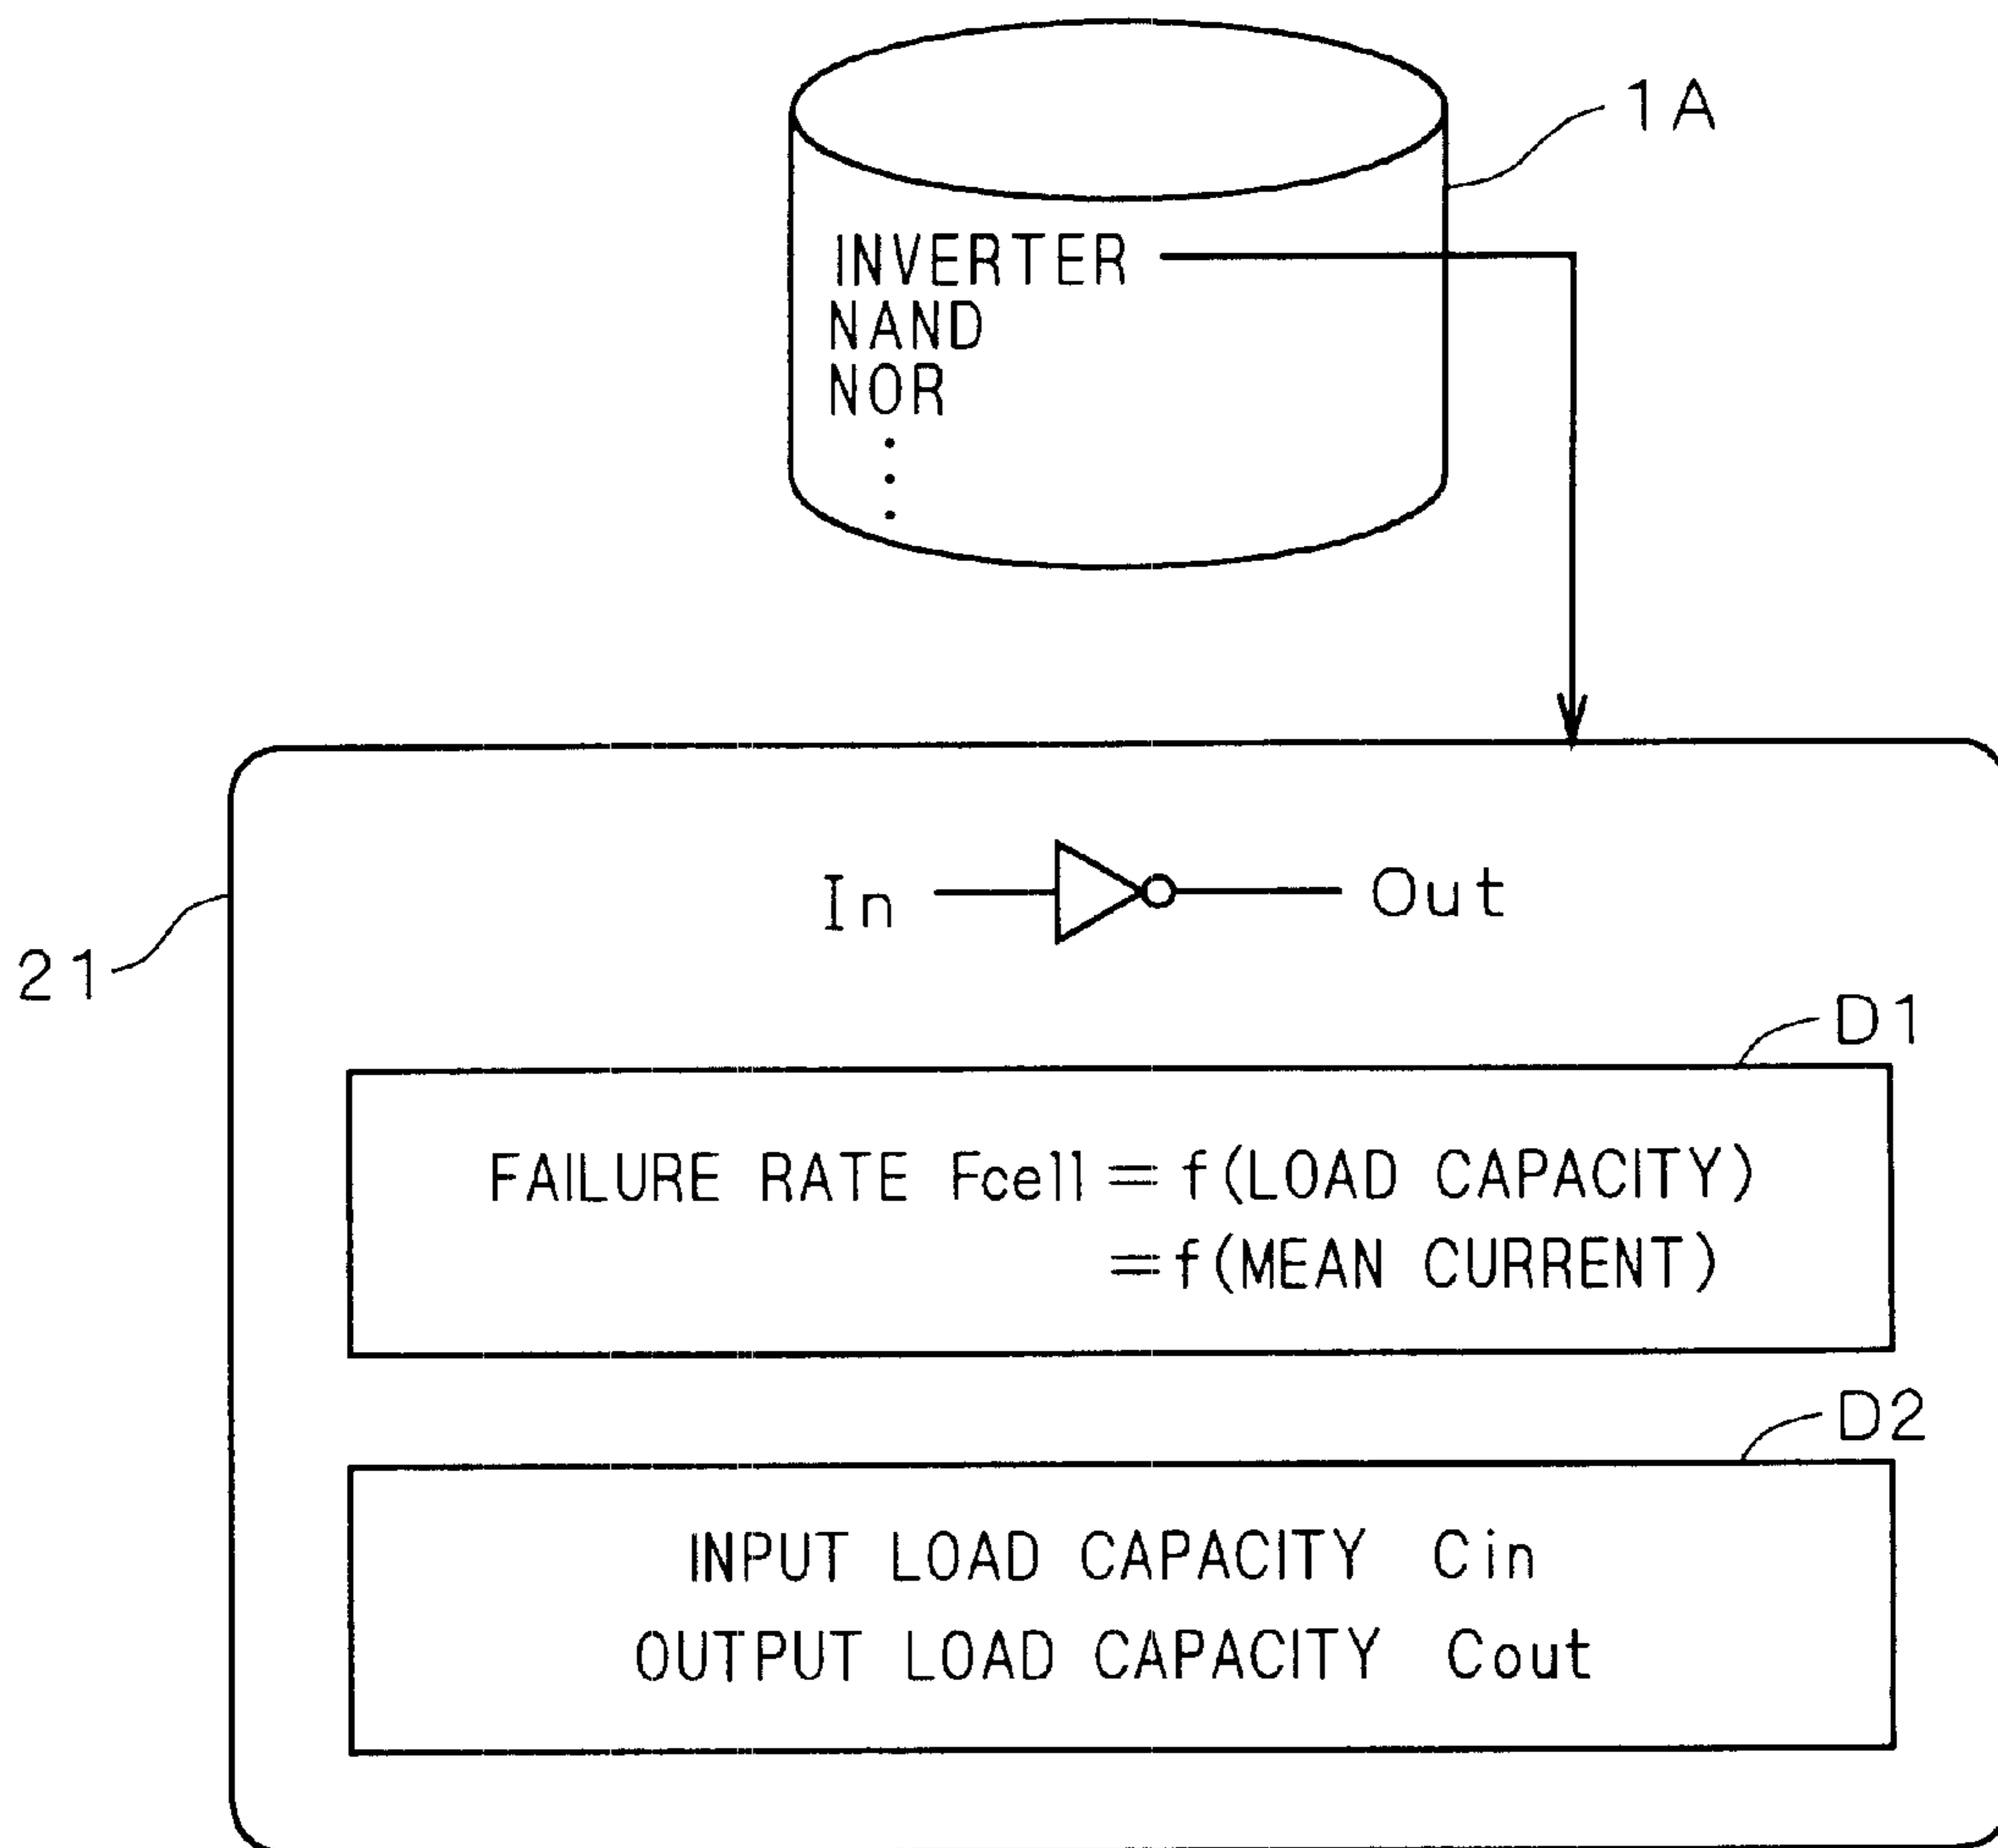 1A
INVERTER
NAND
NOR
In
Out
21
D1
FAILURE RATE Fcell = f(LOAD CAPACITY)
= f(MEAN CURRENT)
D2
INPUT LOAD CAPACITY Cin
OUTPUT LOAD CAPACITY Cout